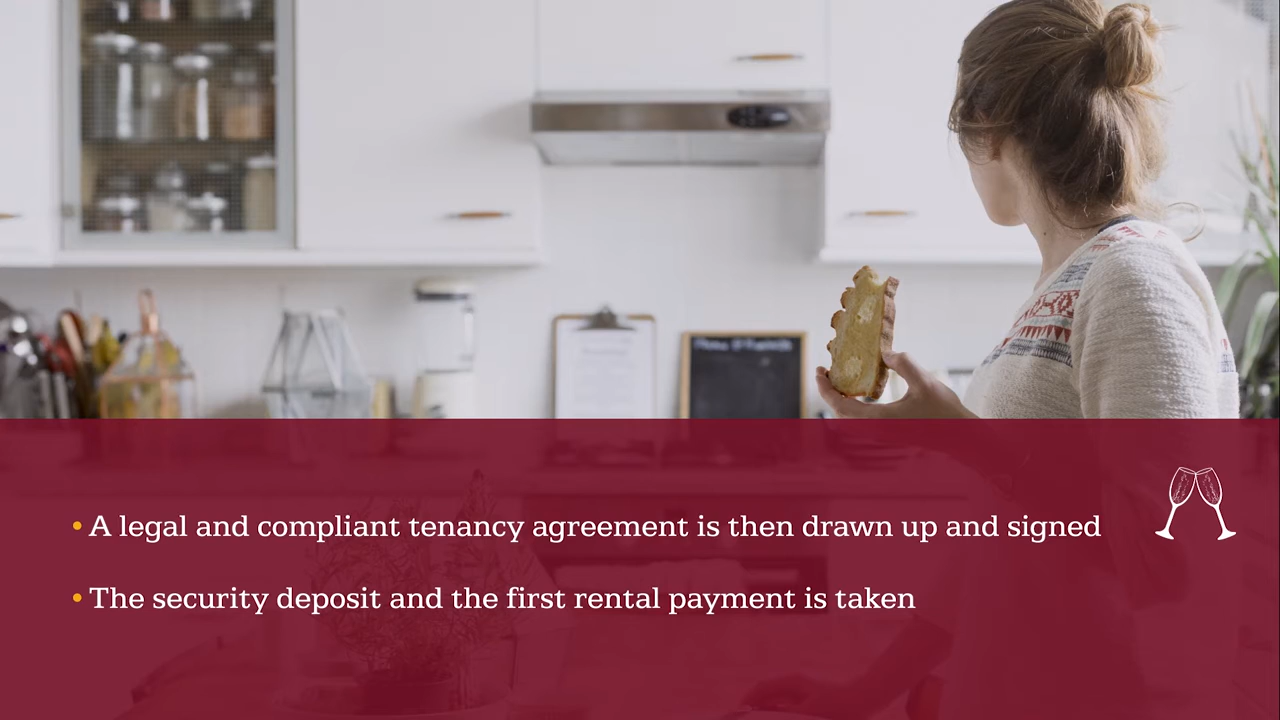 • A legal and compliant tenancy agreement is then drawn up and signed
• The security deposit and the first rental payment is taken